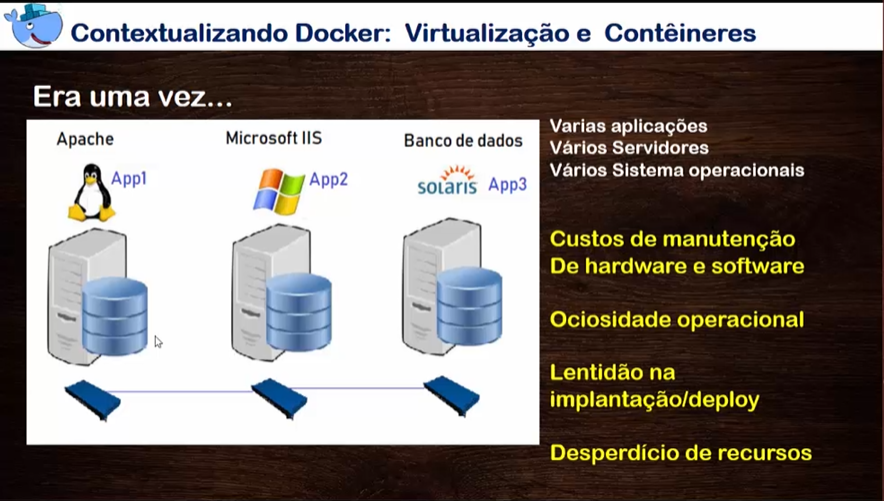 Contextualizando Docker: Virtualização e Contêineres
Era uma vez...
Apache
Microsoft IIS
Banco de dados
App1
App2
solaris App3
Varias aplicações
Vários Servidores
Vários Sistema operacionais
Custos de manutenção
De hardware e software
Ociosidade operacional
Lentidão na
implantação/deploy
Desperdício de recursos